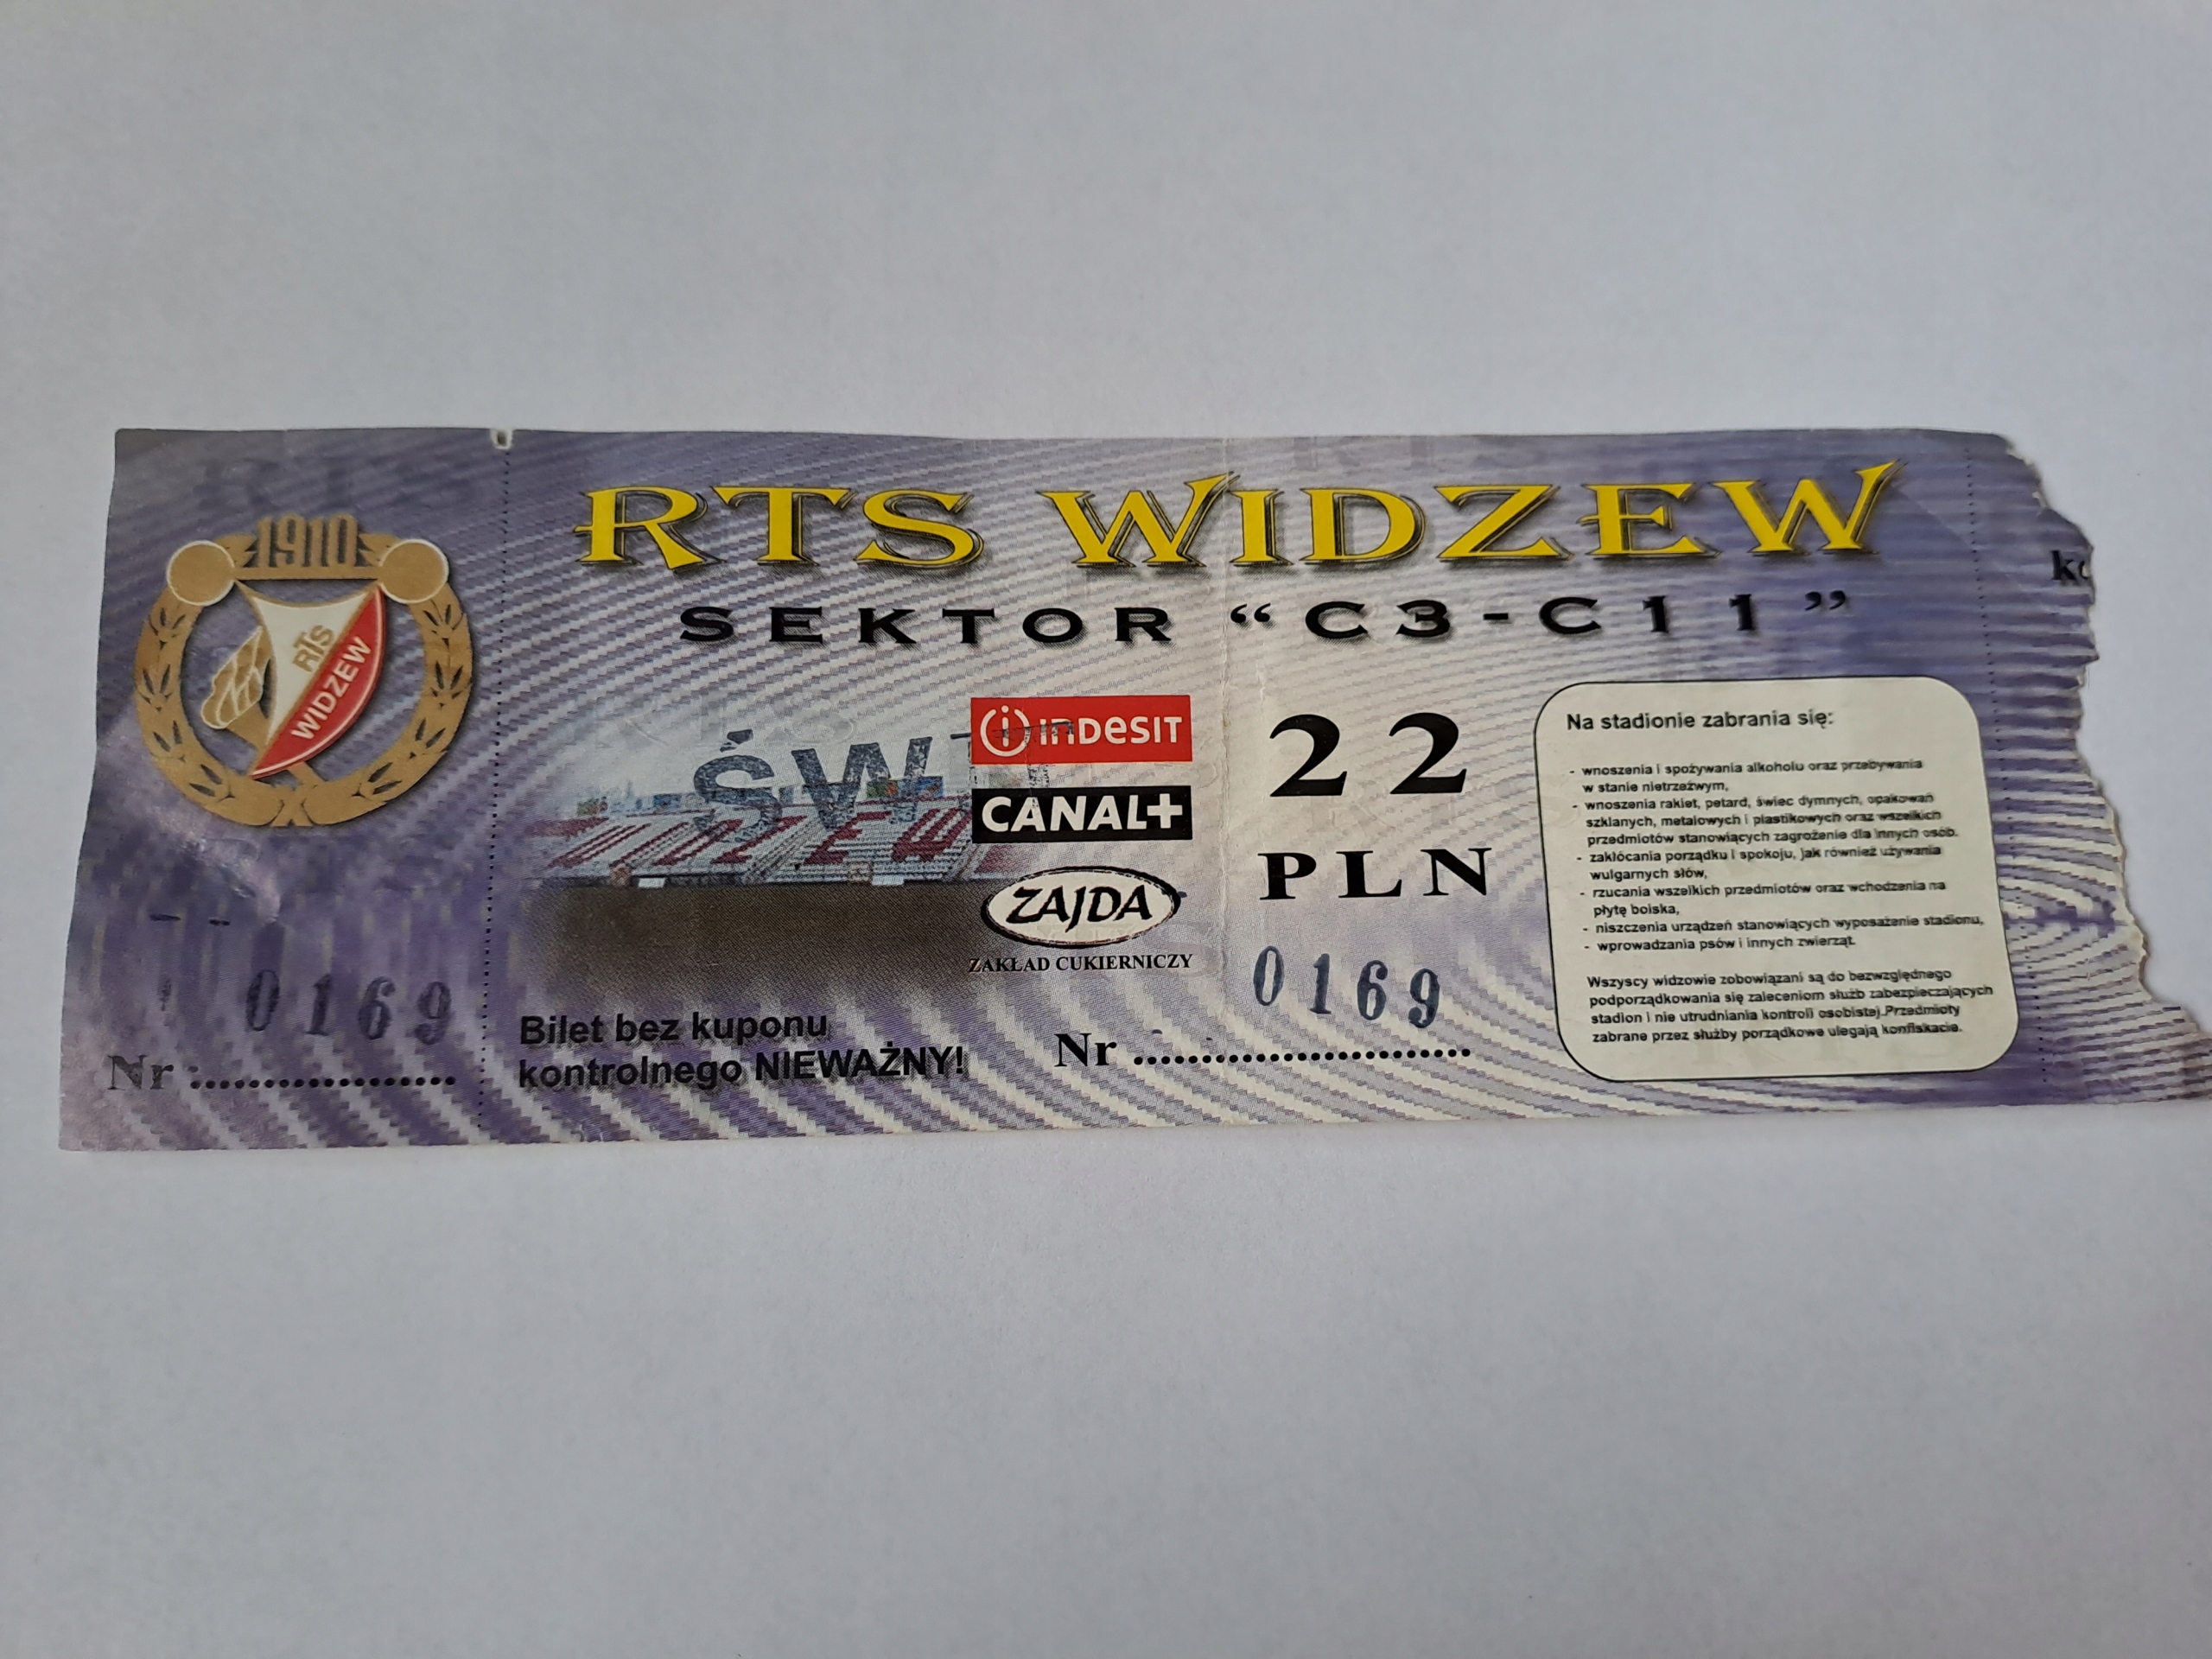 RTS
1910
RTS
WIDZEW
0169
Nr
RTS WIDZEW
SEKTOR “C3-C11”
ŚW
WIDZEW
Bilet bez kuponu
kontrolnego NIEWAŻNY!
indesit
CANAL+
ZAJDA
ZAKŁAD CUKIERNICZY
22
PLN
0169
Nr ..........................
Na stadionie zabrania się:
- wnoszenia i spożywania alkoholu oraz przebywania
w stanie nietrzeźwym,
- wnoszenia rakiet, petard, świec dymnych, opakowań
szklanych, metalowych i plastikowych oraz wszelkich
przedmiotów stanowiących zagrożenie dla innych osób.
- zakłócania porządku i spokoju, jak również używania
wulgarnych słów,
- rzucania wszelkich przedmiotów oraz wchodzenia na
płytę boiska,
- niszczenia urządzeń stanowiących wyposażenie stadionu,
- wprowadzania psów i innych zwierząt.
Wszyscy widzowie zobowiązani są do bezwzględnego
podporządkowania się zaleceniom służb zabezpieczających
stadion i nie utrudniania kontroli osobistej.Przedmioty
zabrane przez służby porządkowe ulegają konfiskacie.